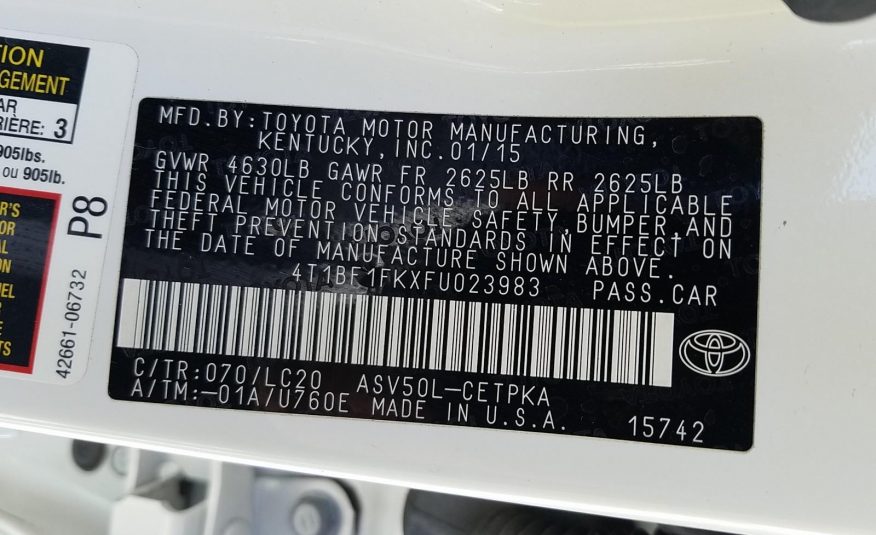 TION
GEMENT
AR
RIÈRE: 3
905lbs.
ou 905lb.
P8
42661-06732
MFD.BY:TOYOTA MOTOR MANUFACTURING,
KENTUCKY, INC.01/15
GVWR 4630LB GAWR FR 2625LB RR 2625LB
THIS VEHICLE CONFORMS TO ALL APPLICABLE
FEDERAL MOTOR VEHICLE SAFETY,BUMPER,AND
THEFT PREVENTION STANDARDS IN EFFECT ON
THE DATE OF MANUFACTURE SHOWN ABOVE.
4T1BF1FKXFU023983 PASS.CAR
C/TR:070/LC20 ASV50L-CETPKA
A/TM:-01A/U760E MADE IN U.S.A. 15742